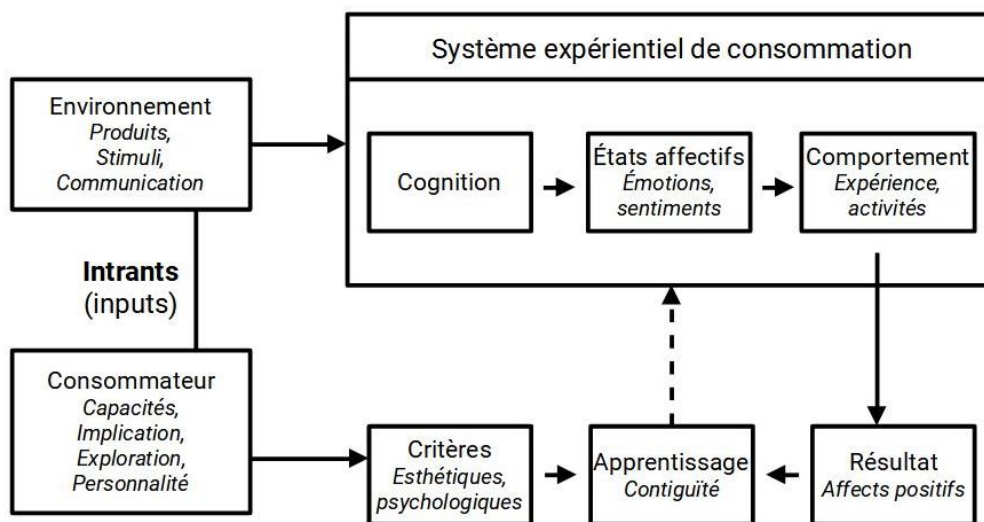 Système expérientiel de consommation
Environnement
Produits,
Stimuli,
Communication
Cognition
États affectifs
Émotions,
sentiments
Comportement
Expérience,
activités
Intrants
(inputs)
Consommateur
Capacités,
Implication,
Exploration,
Personnalité
Critères
Esthétiques,
psychologiques
Apprentissage
Contiguïté
Résultat
Affects positifs